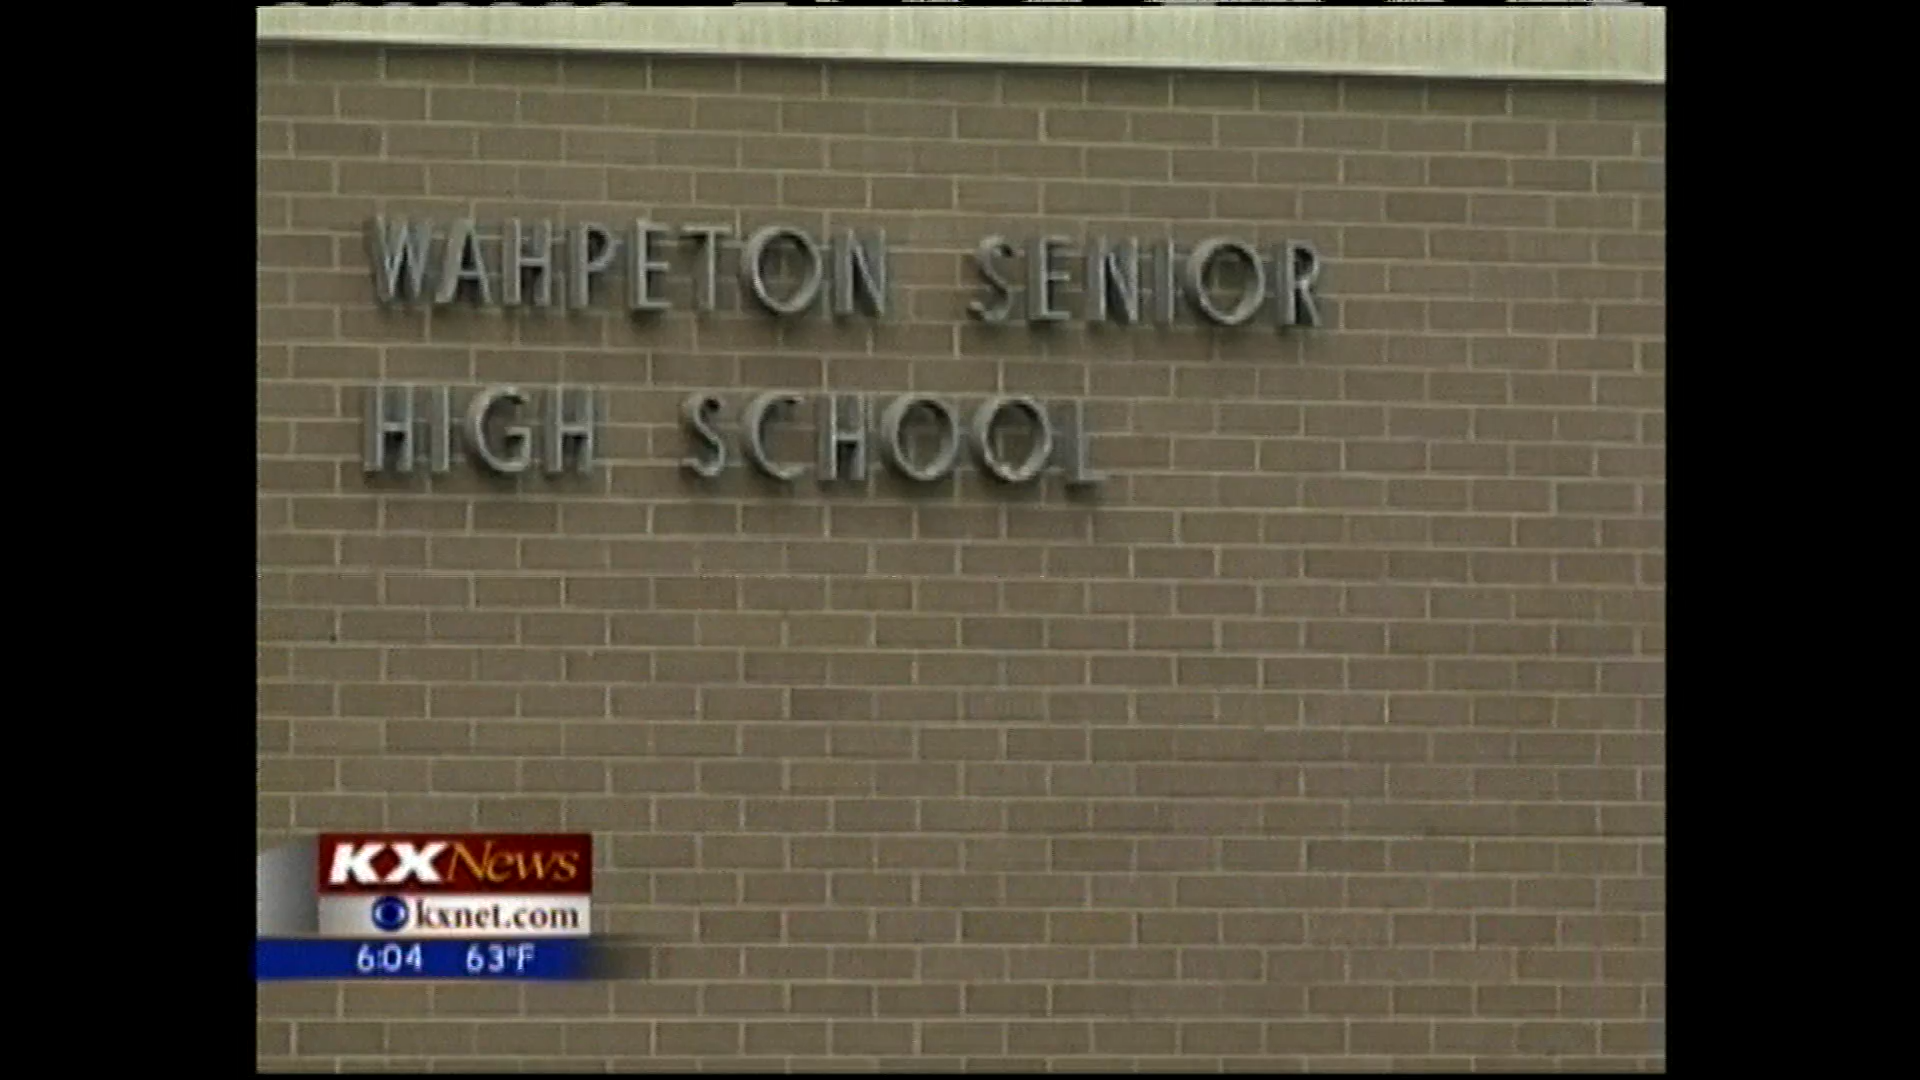 WAHPETON SENIOR
HIGH SCHOOL
KX News
kxnet.com
6:04 63°F